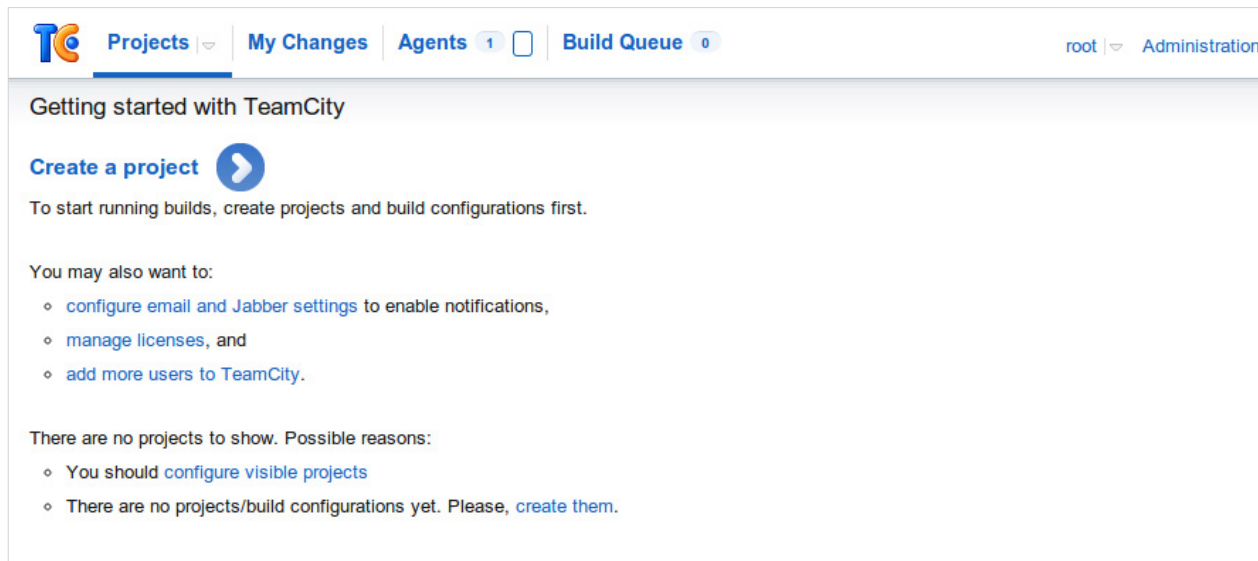 TC Projects My Changes Agents 1 Build Queue 0 root Administration
Getting started with TeamCity
Create a project
To start running builds, create projects and build configurations first.
You may also want to:
configure email and Jabber settings to enable notifications,
manage licenses, and
add more users to TeamCity.
There are no projects to show. Possible reasons:
You should configure visible projects
There are no projects/build configurations yet. Please, create them.